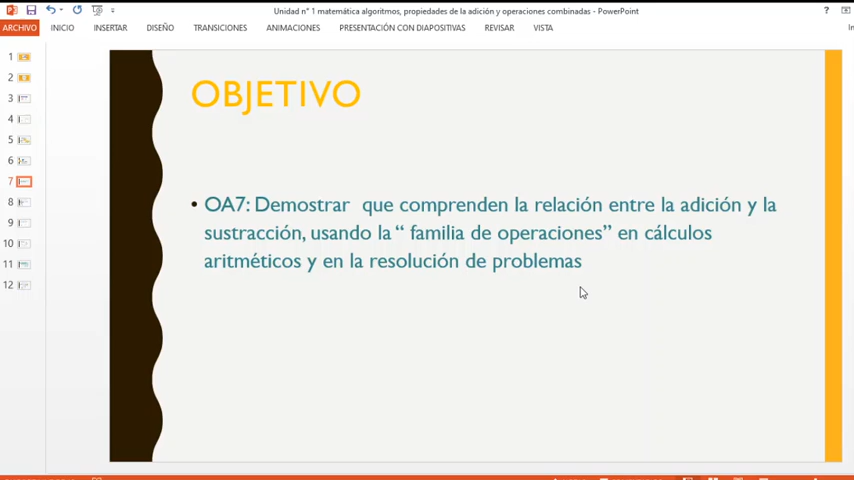 Unidad n° 1 matemática algoritmos, propiedades de la adición y operaciones combinadas - PowerPoint
?
ARCHIVO INICIO INSERTAR DISEÑO TRANSICIONES ANIMACIONES PRESENTACIÓN CON DIAPOSITIVAS REVISAR VISTA
1
2
3
4
5
6
7
8
9
10
11
12
OBJETIVO
• OA7: Demostrar que comprenden la relación entre la adición y la
sustracción, usando la “ familia de operaciones” en cálculos
aritméticos y en la resolución de problemas